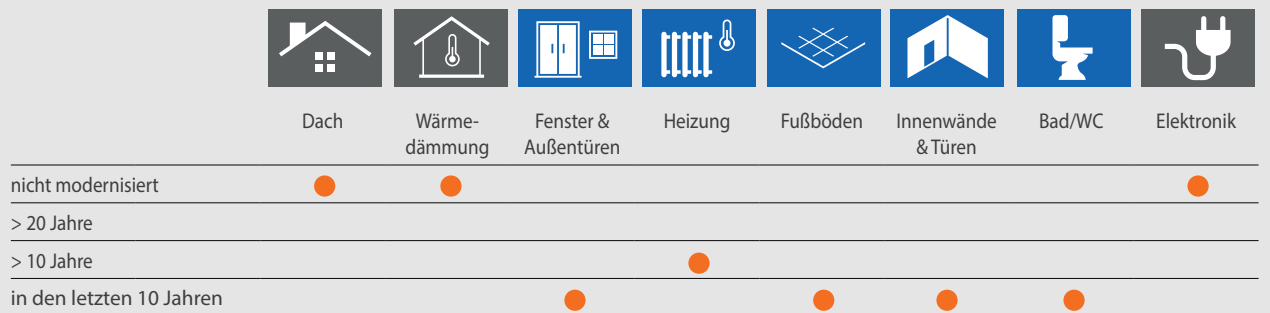 Dach
Wärme-
dämmung
Fenster &
Außentüren
Heizung
Fußböden
Innenwände
& Türen
Bad/WC
Elektronik
nicht modernisiert
> 20 Jahre
> 10 Jahre
in den letzten 10 Jahren